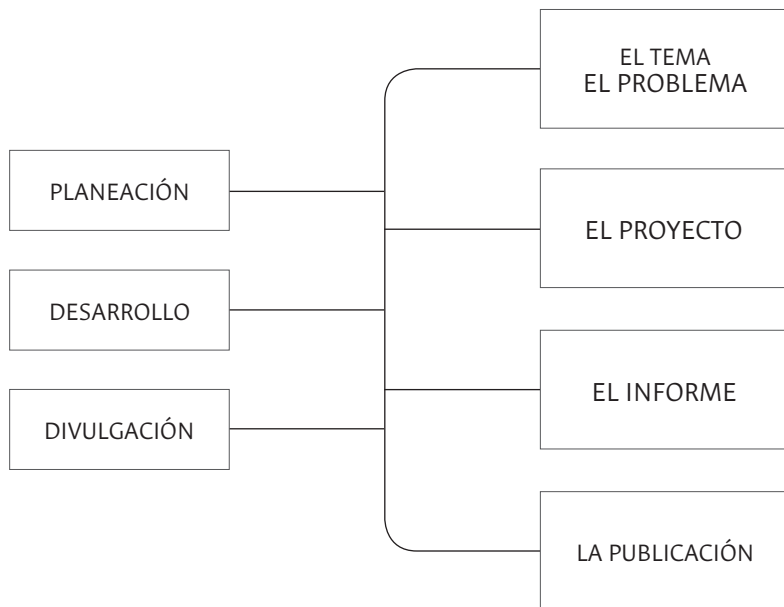 PLANEACIÓN
DESARROLLO
DIVULGACIÓN
EL TEMA
EL PROBLEMA
EL PROYECTO
EL INFORME
LA PUBLICACIÓN